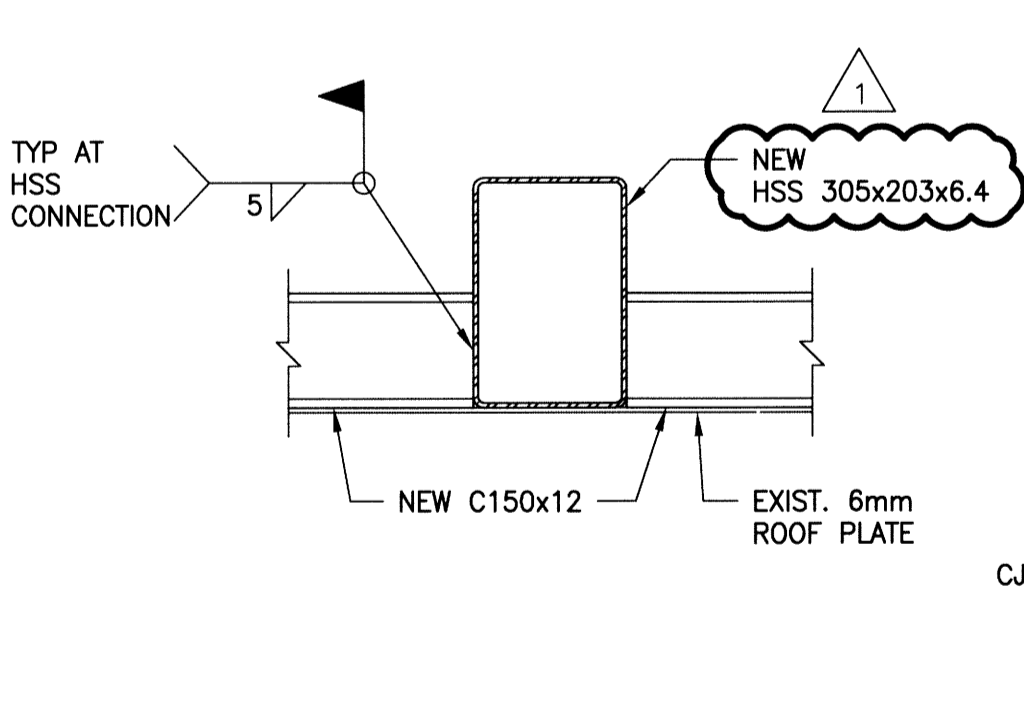 1
TYP AT
HSS
CONNECTION
5
NEW
HSS 305x203x6.4
NEW C150x12
EXIST. 6mm
ROOF PLATE
CJ